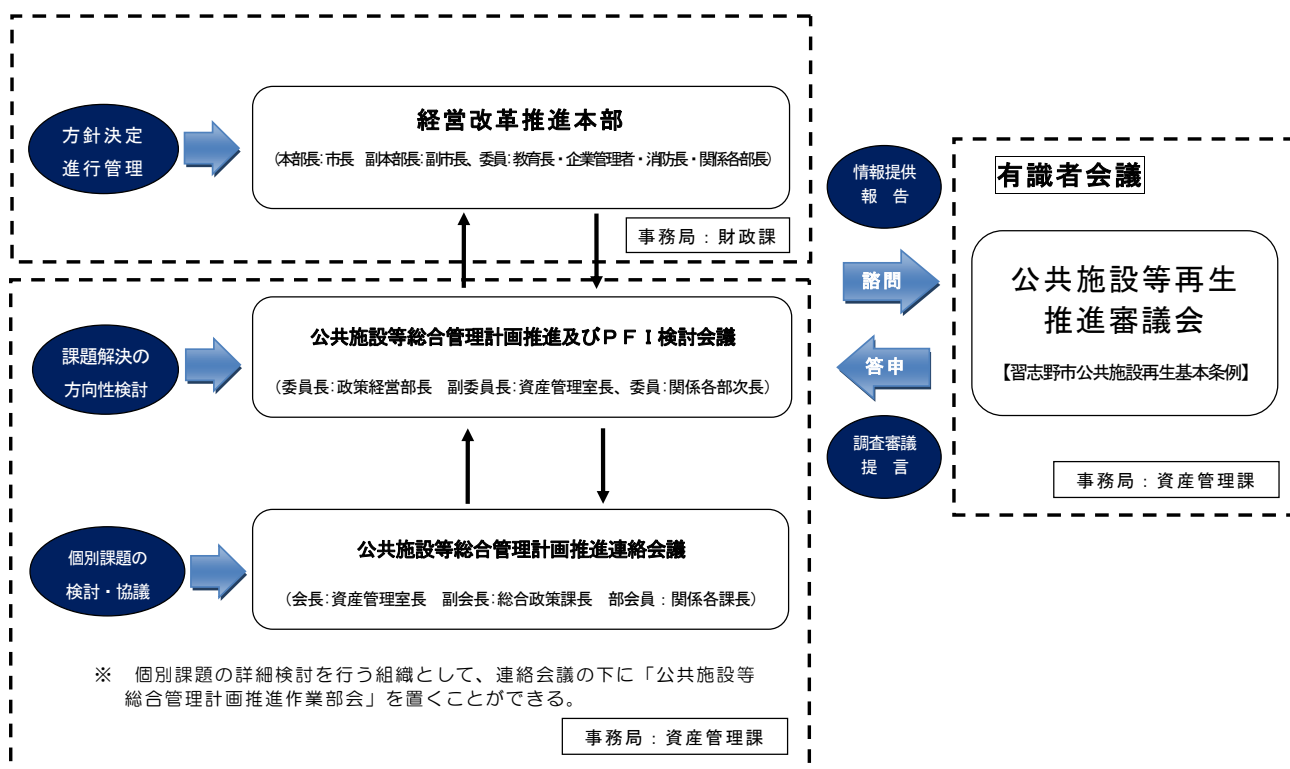 方針決定
進行管理
経営改革推進本部
(本部長:市長　副本部長:副市長、委員:教育長・企業管理者・消防長・関係各部長)
事務局：財政課
課題解決の
方向性検討
公共施設等総合管理計画推進及びＰＦＩ検討会議
(委員長:政策経営部長　副委員長:資産管理室長、委員:関係各部次長)
個別課題の
検討・協議
公共施設等総合管理計画推進連絡会議
(会長:資産管理室長　副会長:総合政策課長　部会員：関係各課長)
※　個別課題の詳細検討を行う組織として、連絡会議の下に「公共施設等
総合管理計画推進作業部会」を置くことができる。
事務局：資産管理課
情報提供
報　告
諮問
答申
調査審議
提　言
有識者会議
公共施設等再生
推進審議会
【習志野市公共施設再生基本条例】
事務局：資産管理課